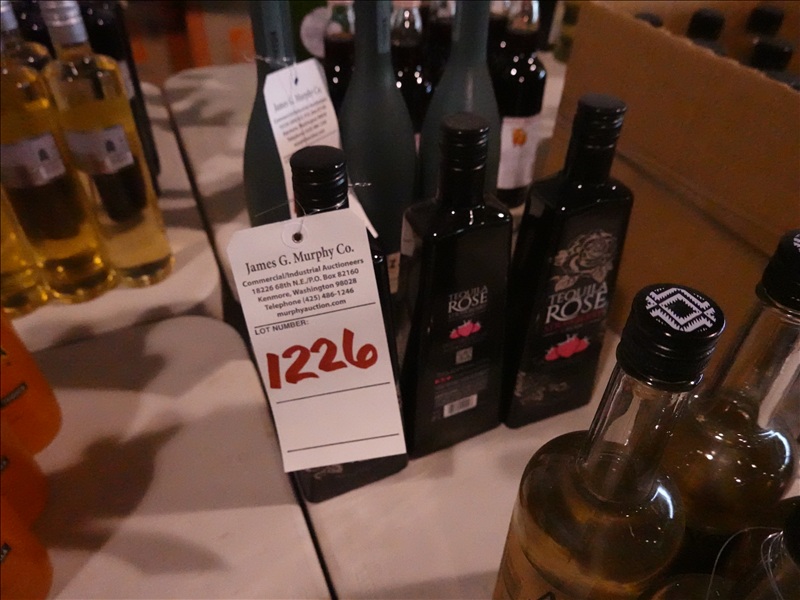 James G. Murphy Co.
James G. Murphy Co.
Commercial/Industrial Auctioneers
18226 68th N.E./P.O. Box 82160
Kenmore, Washington 98028
Telephone (425) 486-1246
murphyauction.com
LOT NUMBER:
1226
TEQUILA
ROSE
TEQUILA
ROSE